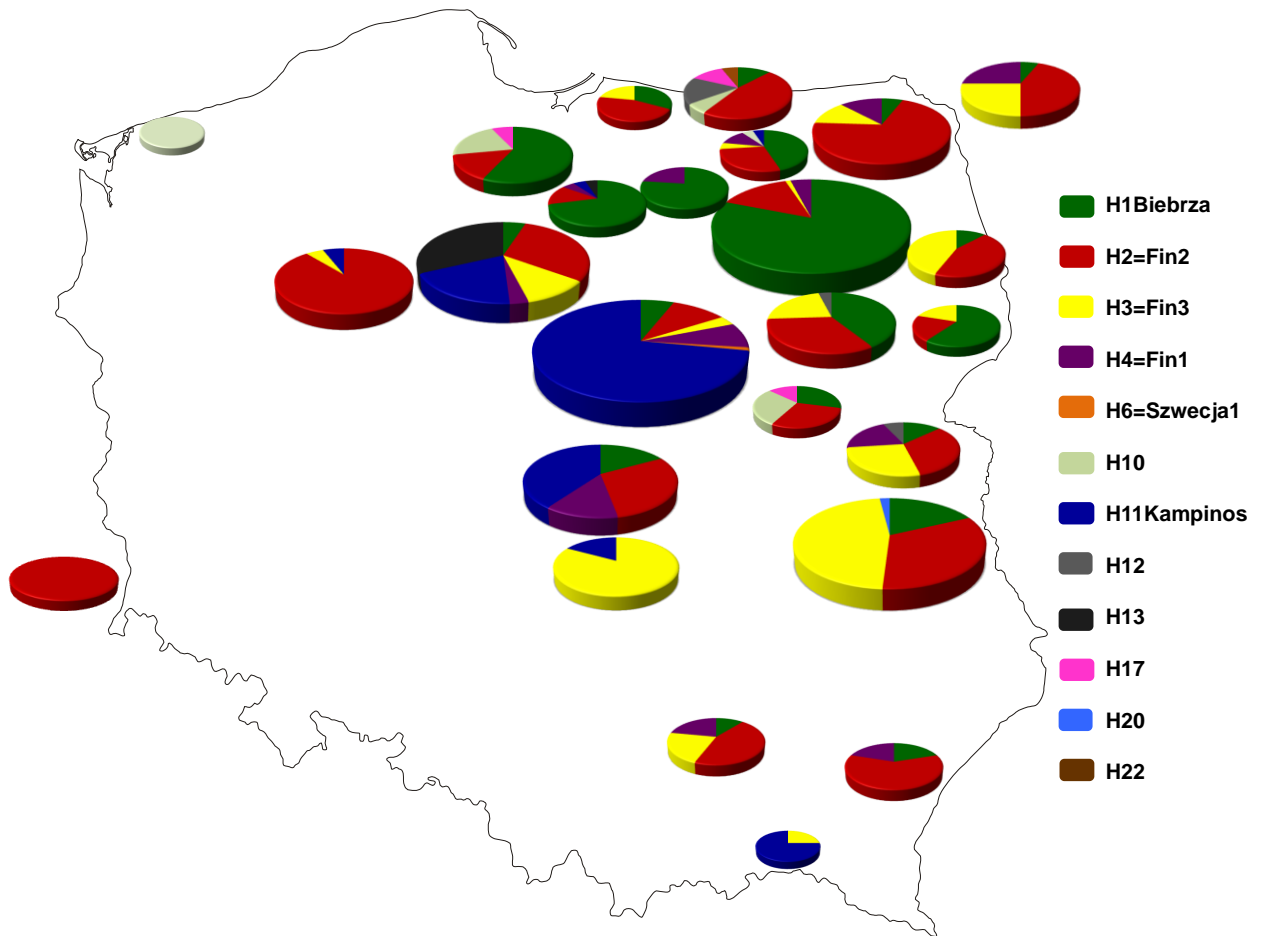 H1Biebrza
H2=Fin2
H3=Fin3
H4=Fin1
H6=Szwecja1
H10
H11Kampinos
H12
H13
H17
H20
H22